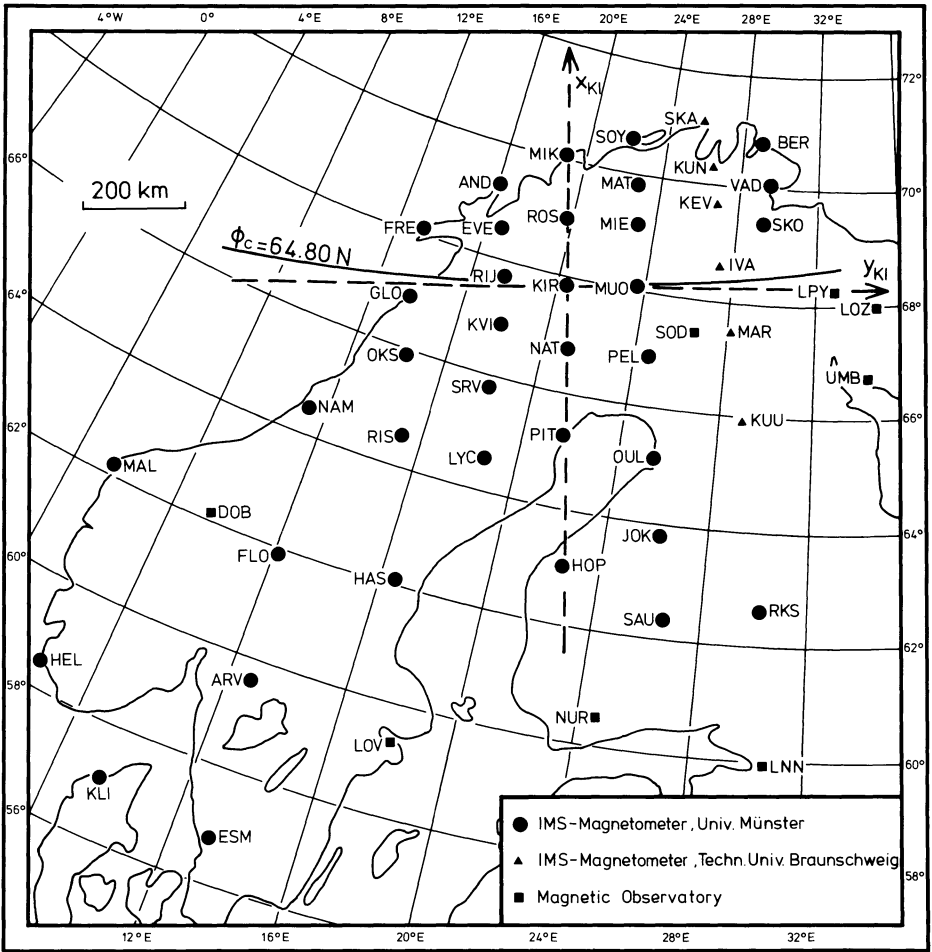 4°W 0° 4°E 8°E 12°E 16°E 20°E 24°E 28°E 32°E
72°
x KI
SKA
SOY
BER
MIK
66°
KUN
200 km
AND
MAT
VAD
70°
KEV
ROS
FRE
EVE
MIE
SKO
ϕc=64.80 N
IVA
RIJ
yKI
KIR
MUO
64°
GLO
LPY
LOZ
68°
KVI
SOD
MAR
NAT
OKS
PEL
UMB
SRV
NAM
66°
KUU
62°
RIS
PIT
LYC
OUL
MAL
DOB
64°
JOK
60°
FLO
HOP
HAS
RKS
SAU
62°
HEL
ARV
58°
NUR
LOV
LNN
60°
KLI
56°
ESM
IMS-Magnetometer, Univ. Münster
IMS-Magnetometer, Techn. Univ. Braunschweig
58°
Magnetic Observatory
12°E 16°E 20°E 24°E 28°E 32°E